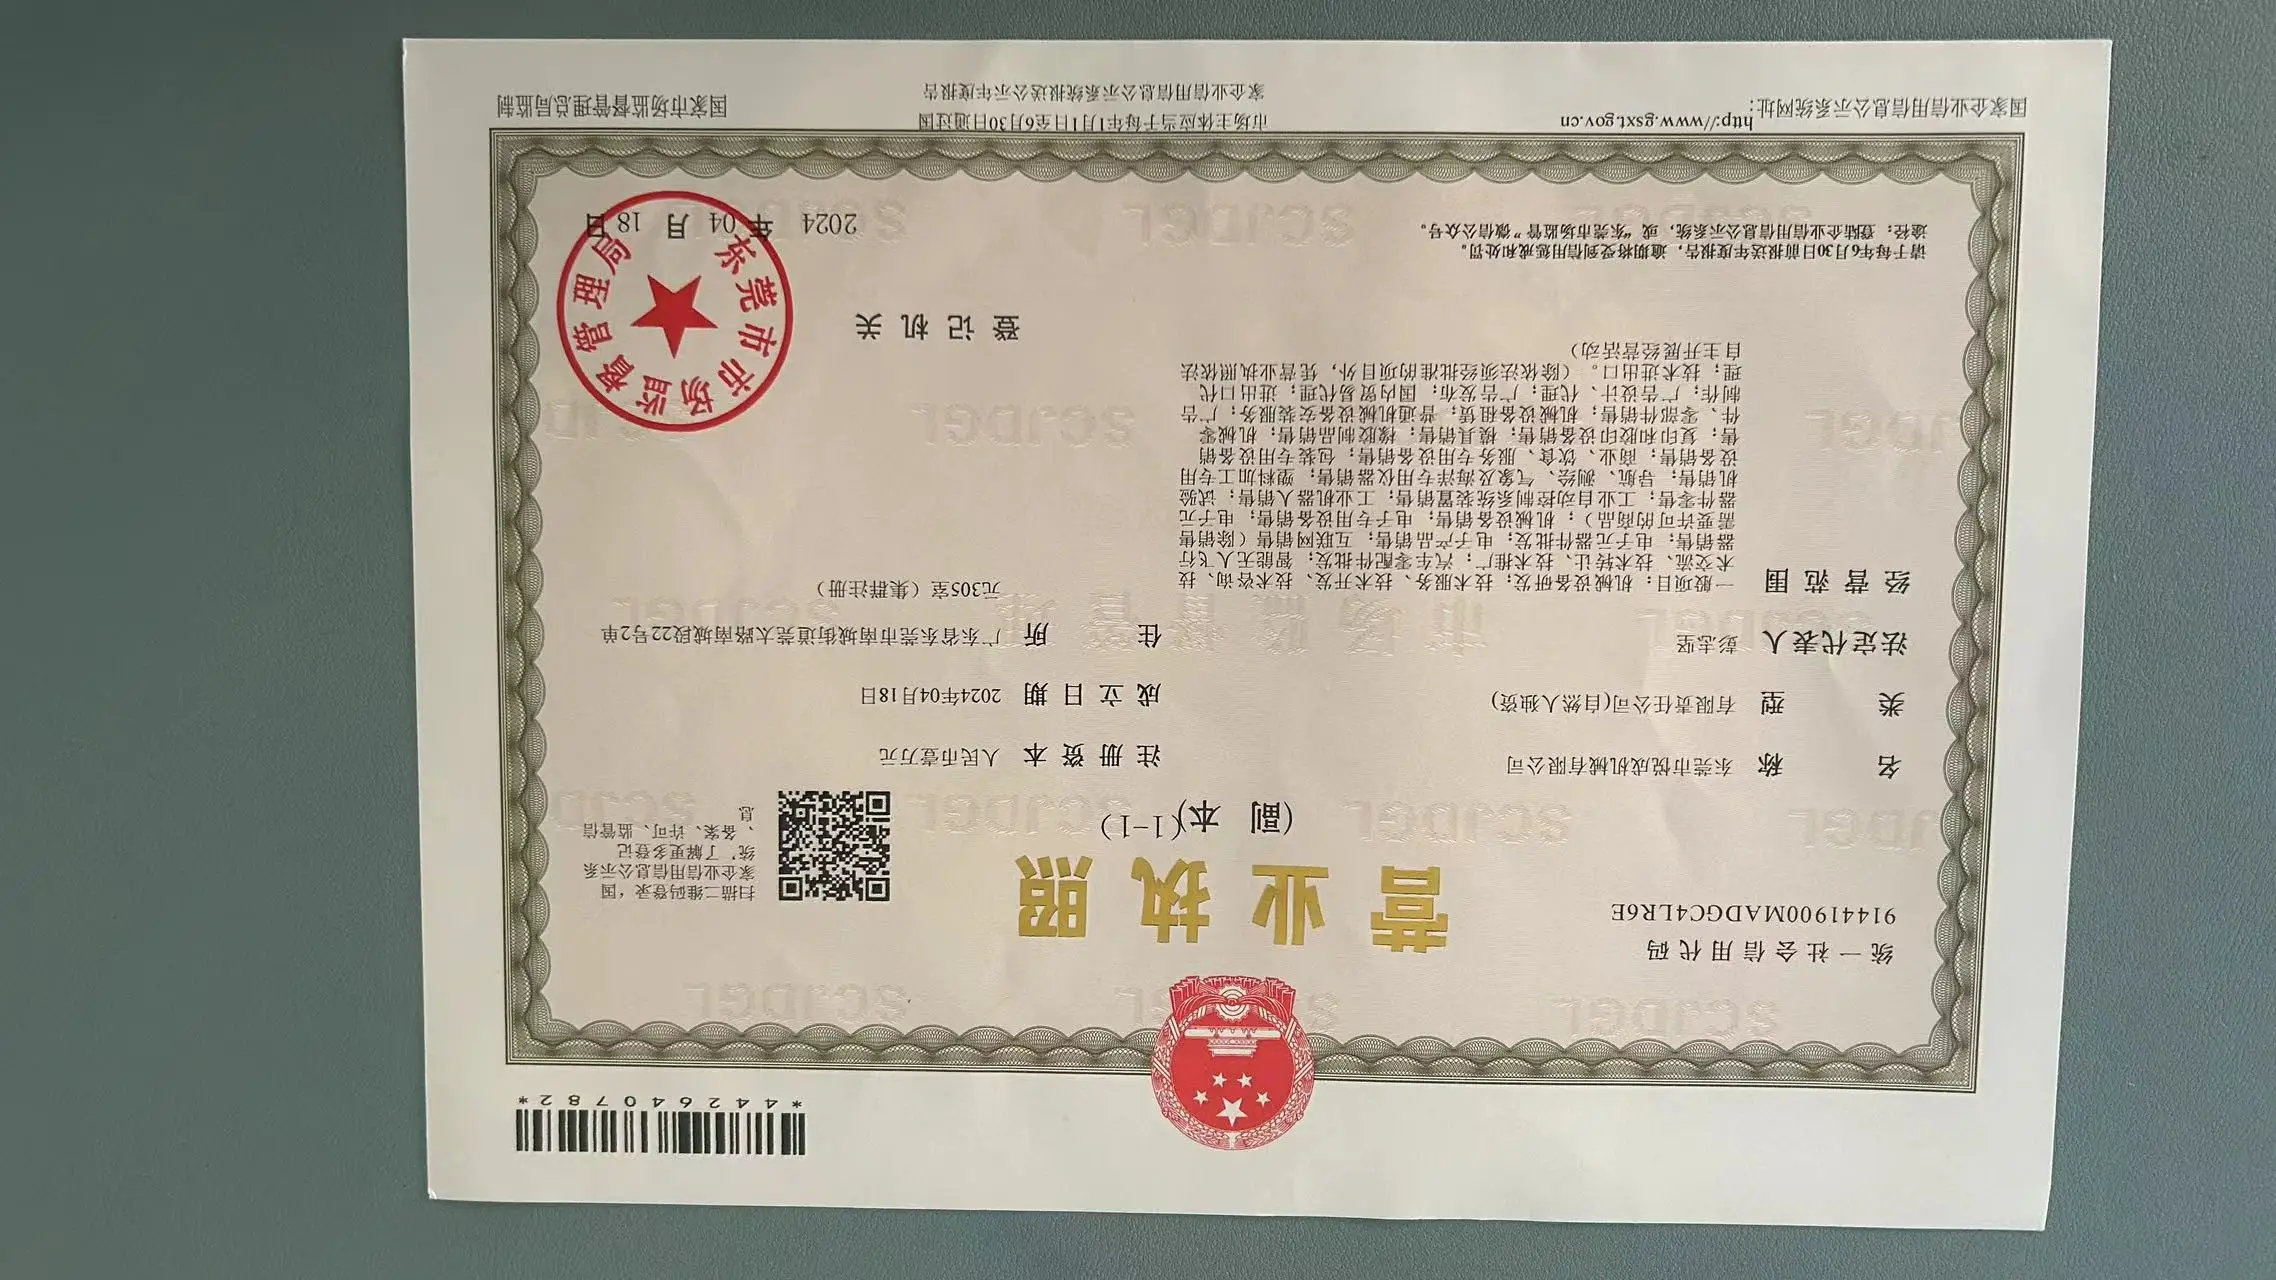 *442640782*
统一社会信用代码
91441900MADGC4LR6E
营业执照
(副 本)(1-1)
扫描二维码登录‘国
家企业信用信息公示系
统’了解更多登记
、备案、许可、监管信
息
名 称 东莞市悦成机械有限公司
类 型 有限责任公司(自然人独资)
法定代表人 彭志坚
经营范围 一般项目:机械设备研发;技术服务、技术开发、技术咨询、技
术交流、技术转让、技术推广;汽车零配件批发;智能无人飞行
器销售;电子元器件批发;电子产品销售;互联网销售(除销售
需要许可的商品);机械设备销售;电子专用设备销售;电子元
器件零售;工业自动控制系统装置销售;工业机器人销售;试验
机销售;导航、测绘、气象及海洋专用仪器销售;塑料加工专用
设备销售;商业、饮食、服务专用设备销售;包装专用设备销
售;复印和胶印设备销售;模具销售;橡胶制品销售;机械零
件、零部件销售;机械设备租赁;普通机械设备安装服务;广告
制作;广告设计、代理;广告发布;国内贸易代理;进出口代
理;技术进出口。(除依法须经批准的项目外,凭营业执照依法
自主开展经营活动)
注册资本 人民币壹万元
成立日期 2024年04月18日
住 所 广东省东莞市南城街道莞太路南城段22号2单
元305室(集群注册)
登记机关
东莞市市场监督管理局
2024 年 04 月 18 日
请于每年6月30日前报送年度报告,逾期将受到信用惩戒和处罚。
途径:登陆企业信用信息公示系统,或“东莞市场监管”微信公众号。
国家企业信用信息公示系统网址:http://www.gsxt.gov.cn
市场主体应当于每年1月1日至6月30日通过国
家企业信用信息公示系统报送公示年度报告
国家市场监督管理总局监制